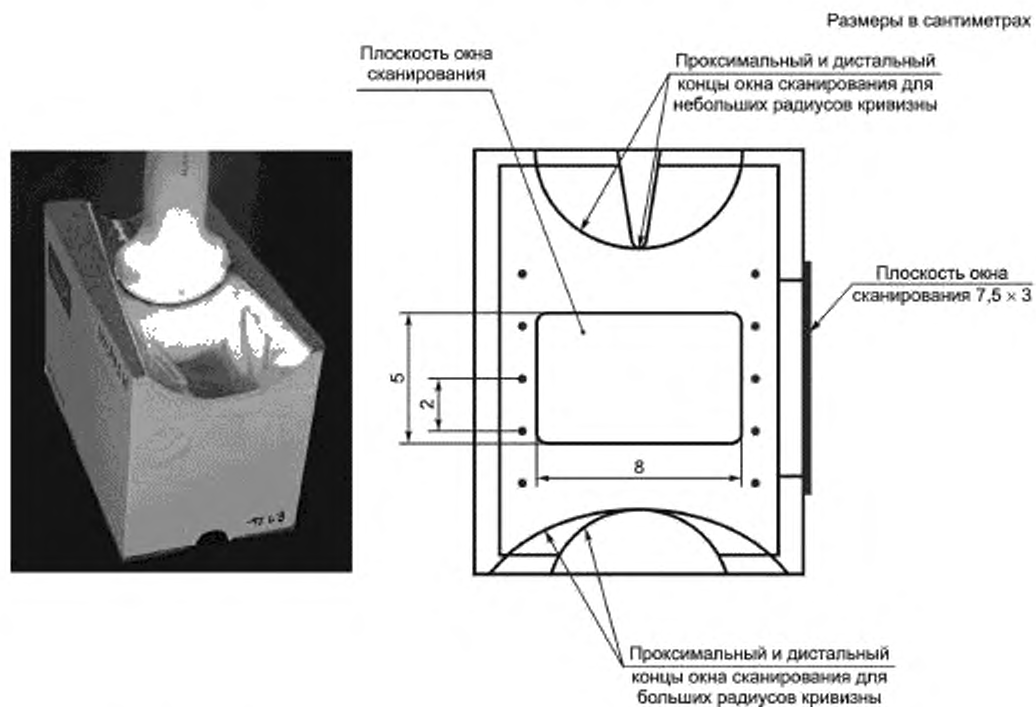 Размеры в сантиметрах
Плоскость окна
сканирования
Проксимальный и дистальный
концы окна сканирования для
небольших радиусов кривизны
Плоскость окна
сканирования 7,5 × 3
5
2
8
Проксимальный и дистальный
концы окна сканирования для
больших радиусов кривизны